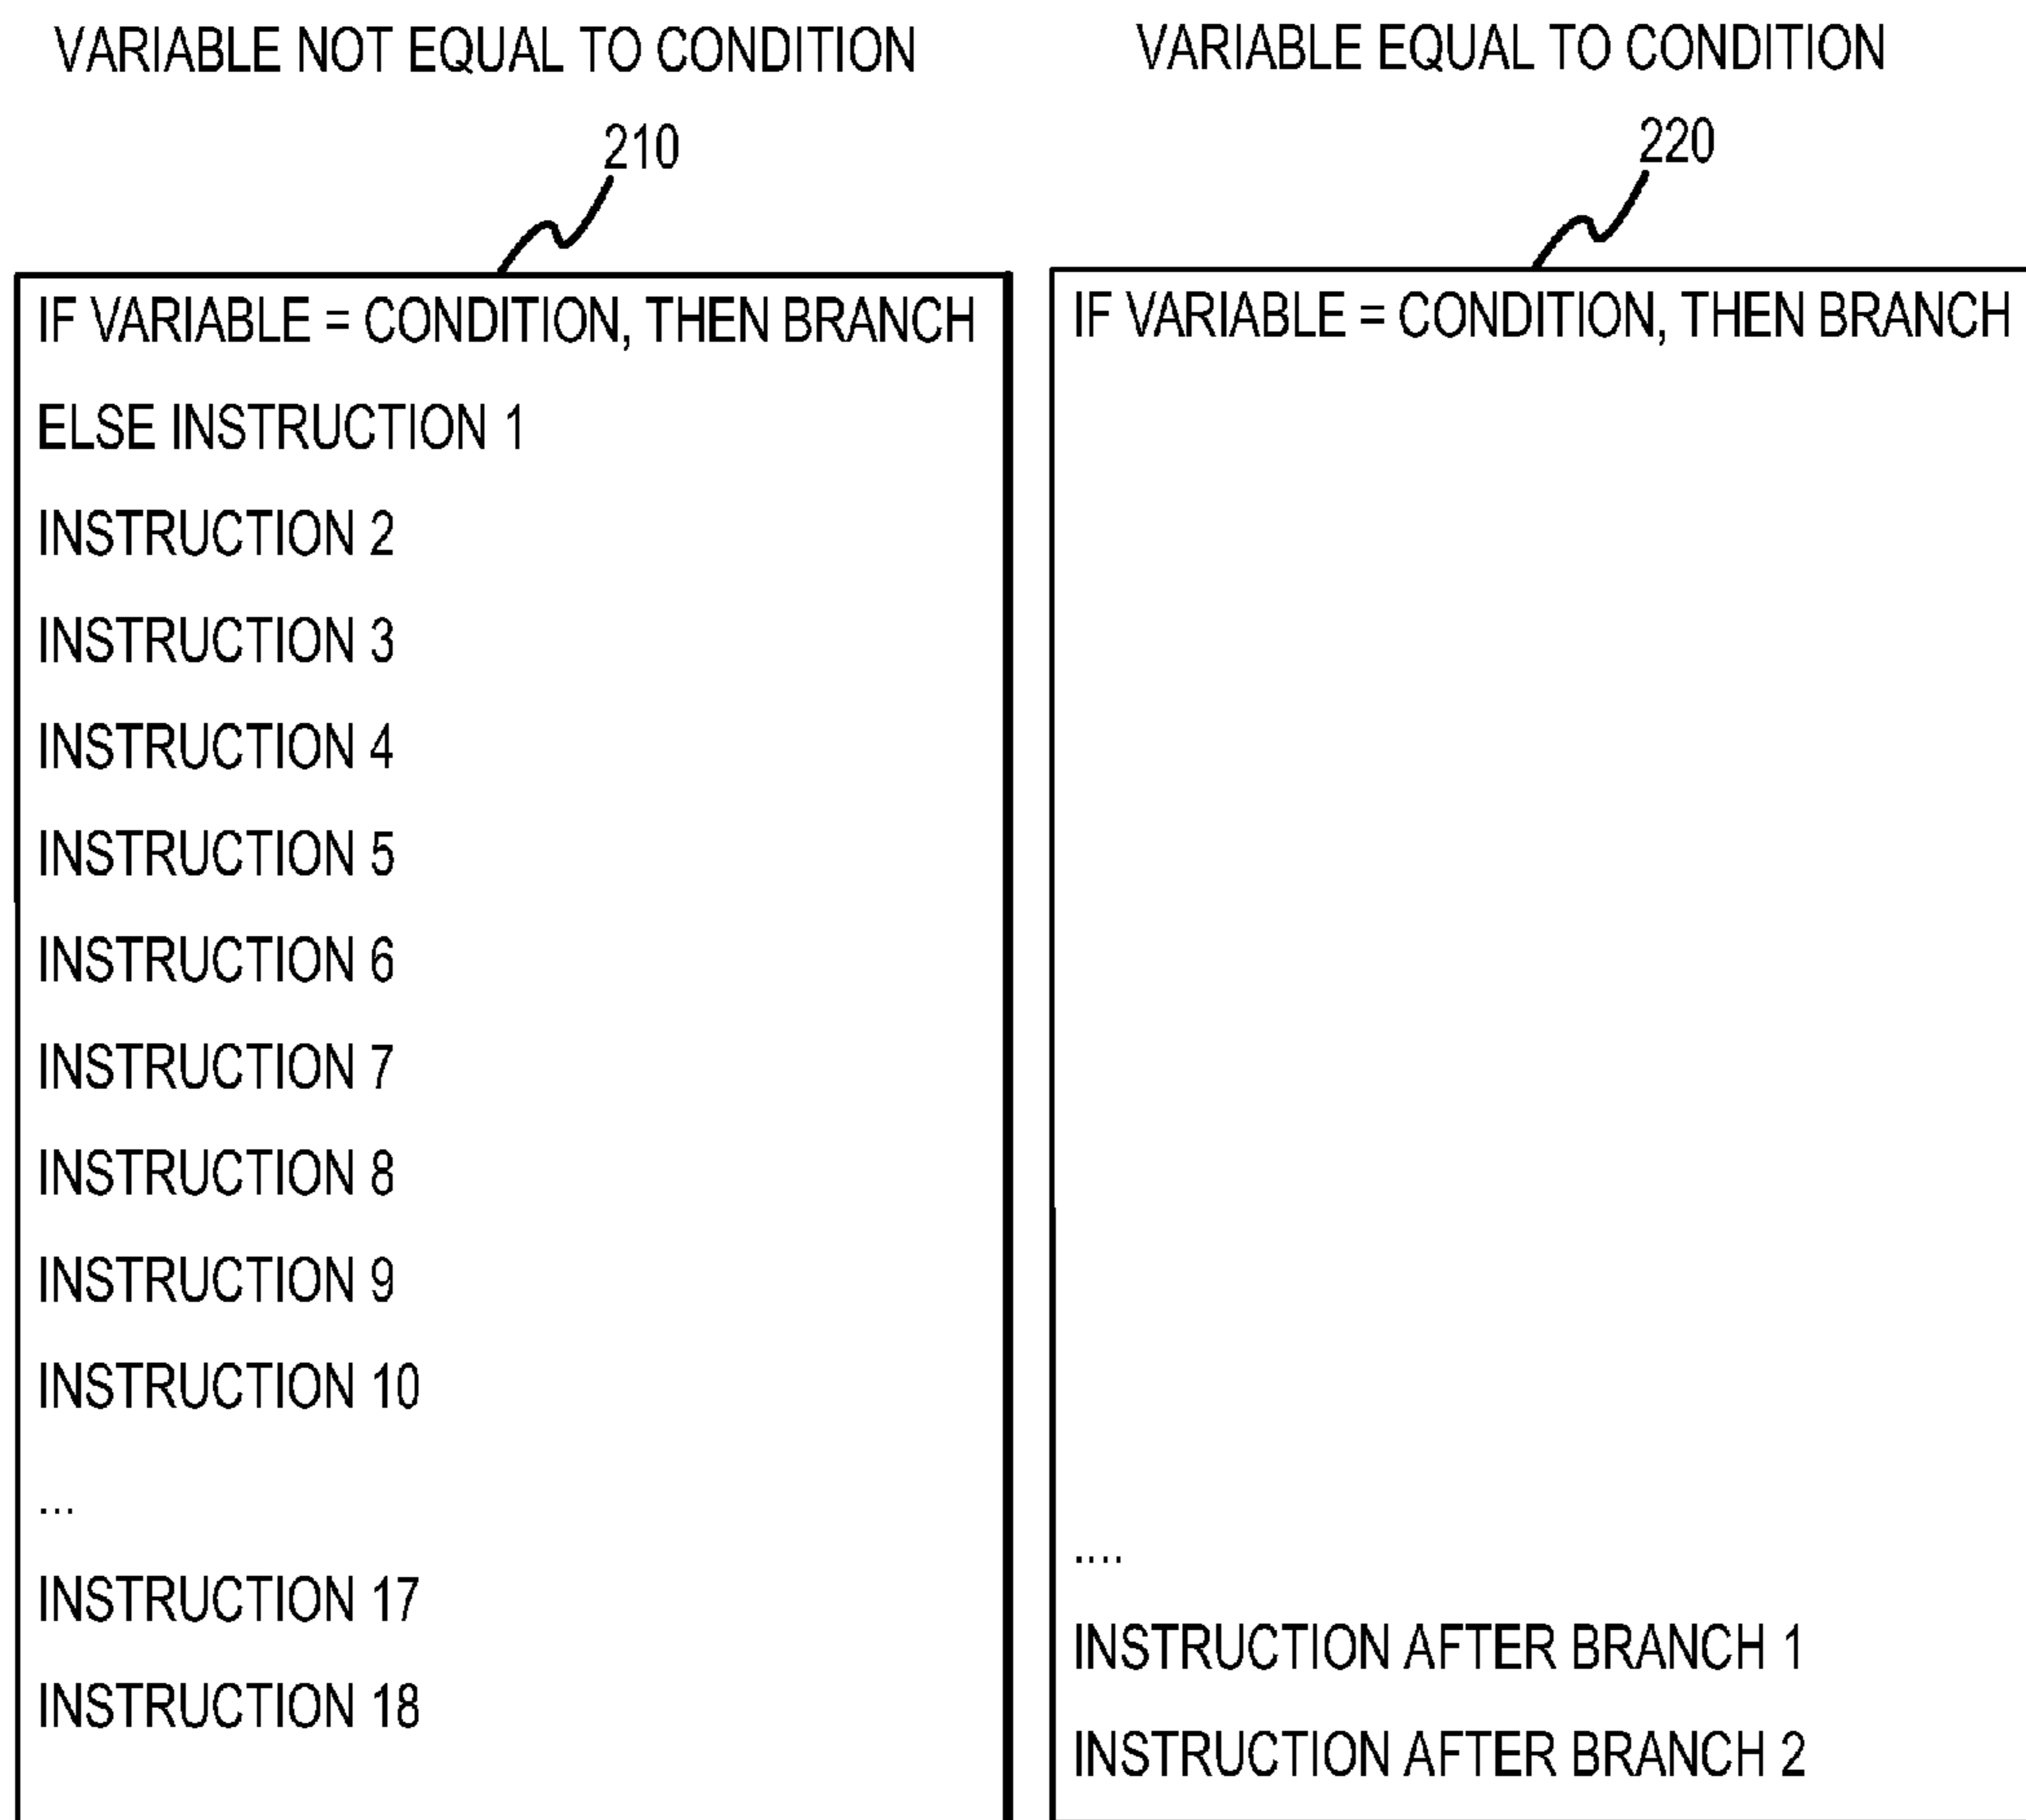 VARIABLE NOT EQUAL TO CONDITION
210
IF VARIABLE = CONDITION, THEN BRANCH
ELSE INSTRUCTION 1
INSTRUCTION 2
INSTRUCTION 3
INSTRUCTION 4
INSTRUCTION 5
INSTRUCTION 6
INSTRUCTION 7
INSTRUCTION 8
INSTRUCTION 9
INSTRUCTION 10
...
INSTRUCTION 17
INSTRUCTION 18
VARIABLE EQUAL TO CONDITION
220
IF VARIABLE = CONDITION, THEN BRANCH
....
INSTRUCTION AFTER BRANCH 1
INSTRUCTION AFTER BRANCH 2